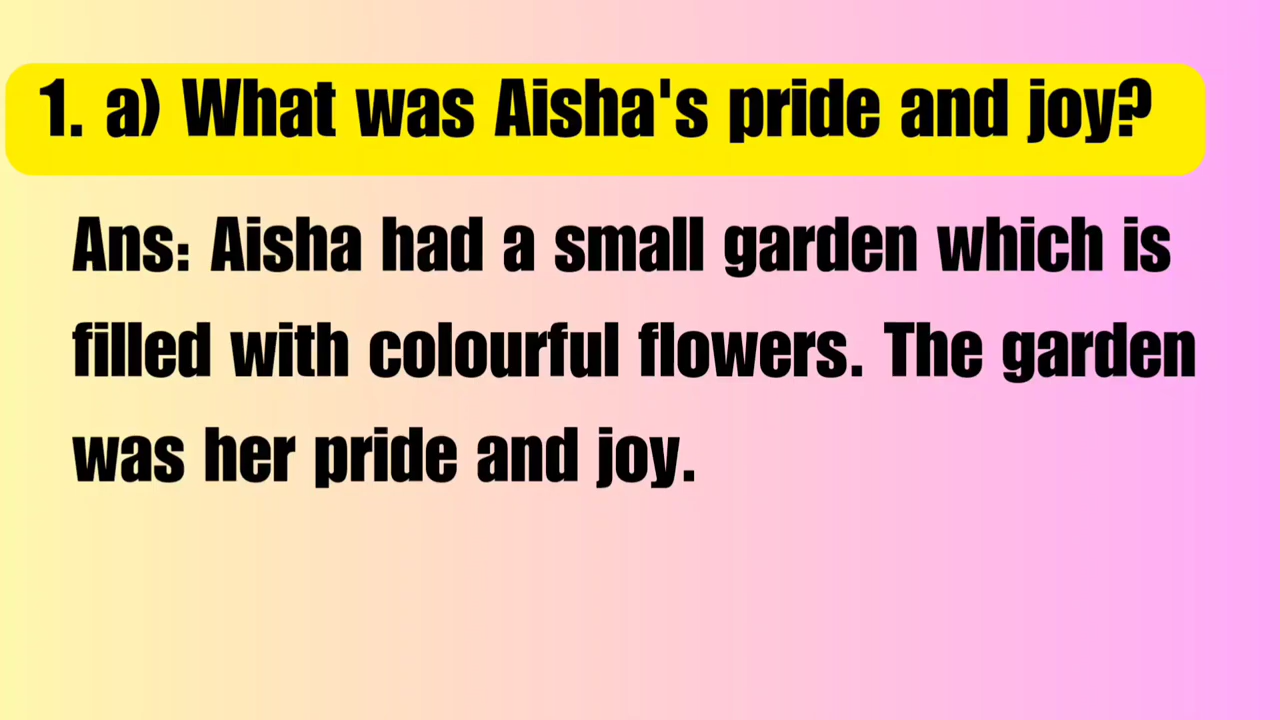 1. a) What was Aisha's pride and joy?
Ans: Aisha had a small garden which is
filled with colourful flowers. The garden
was her pride and joy.